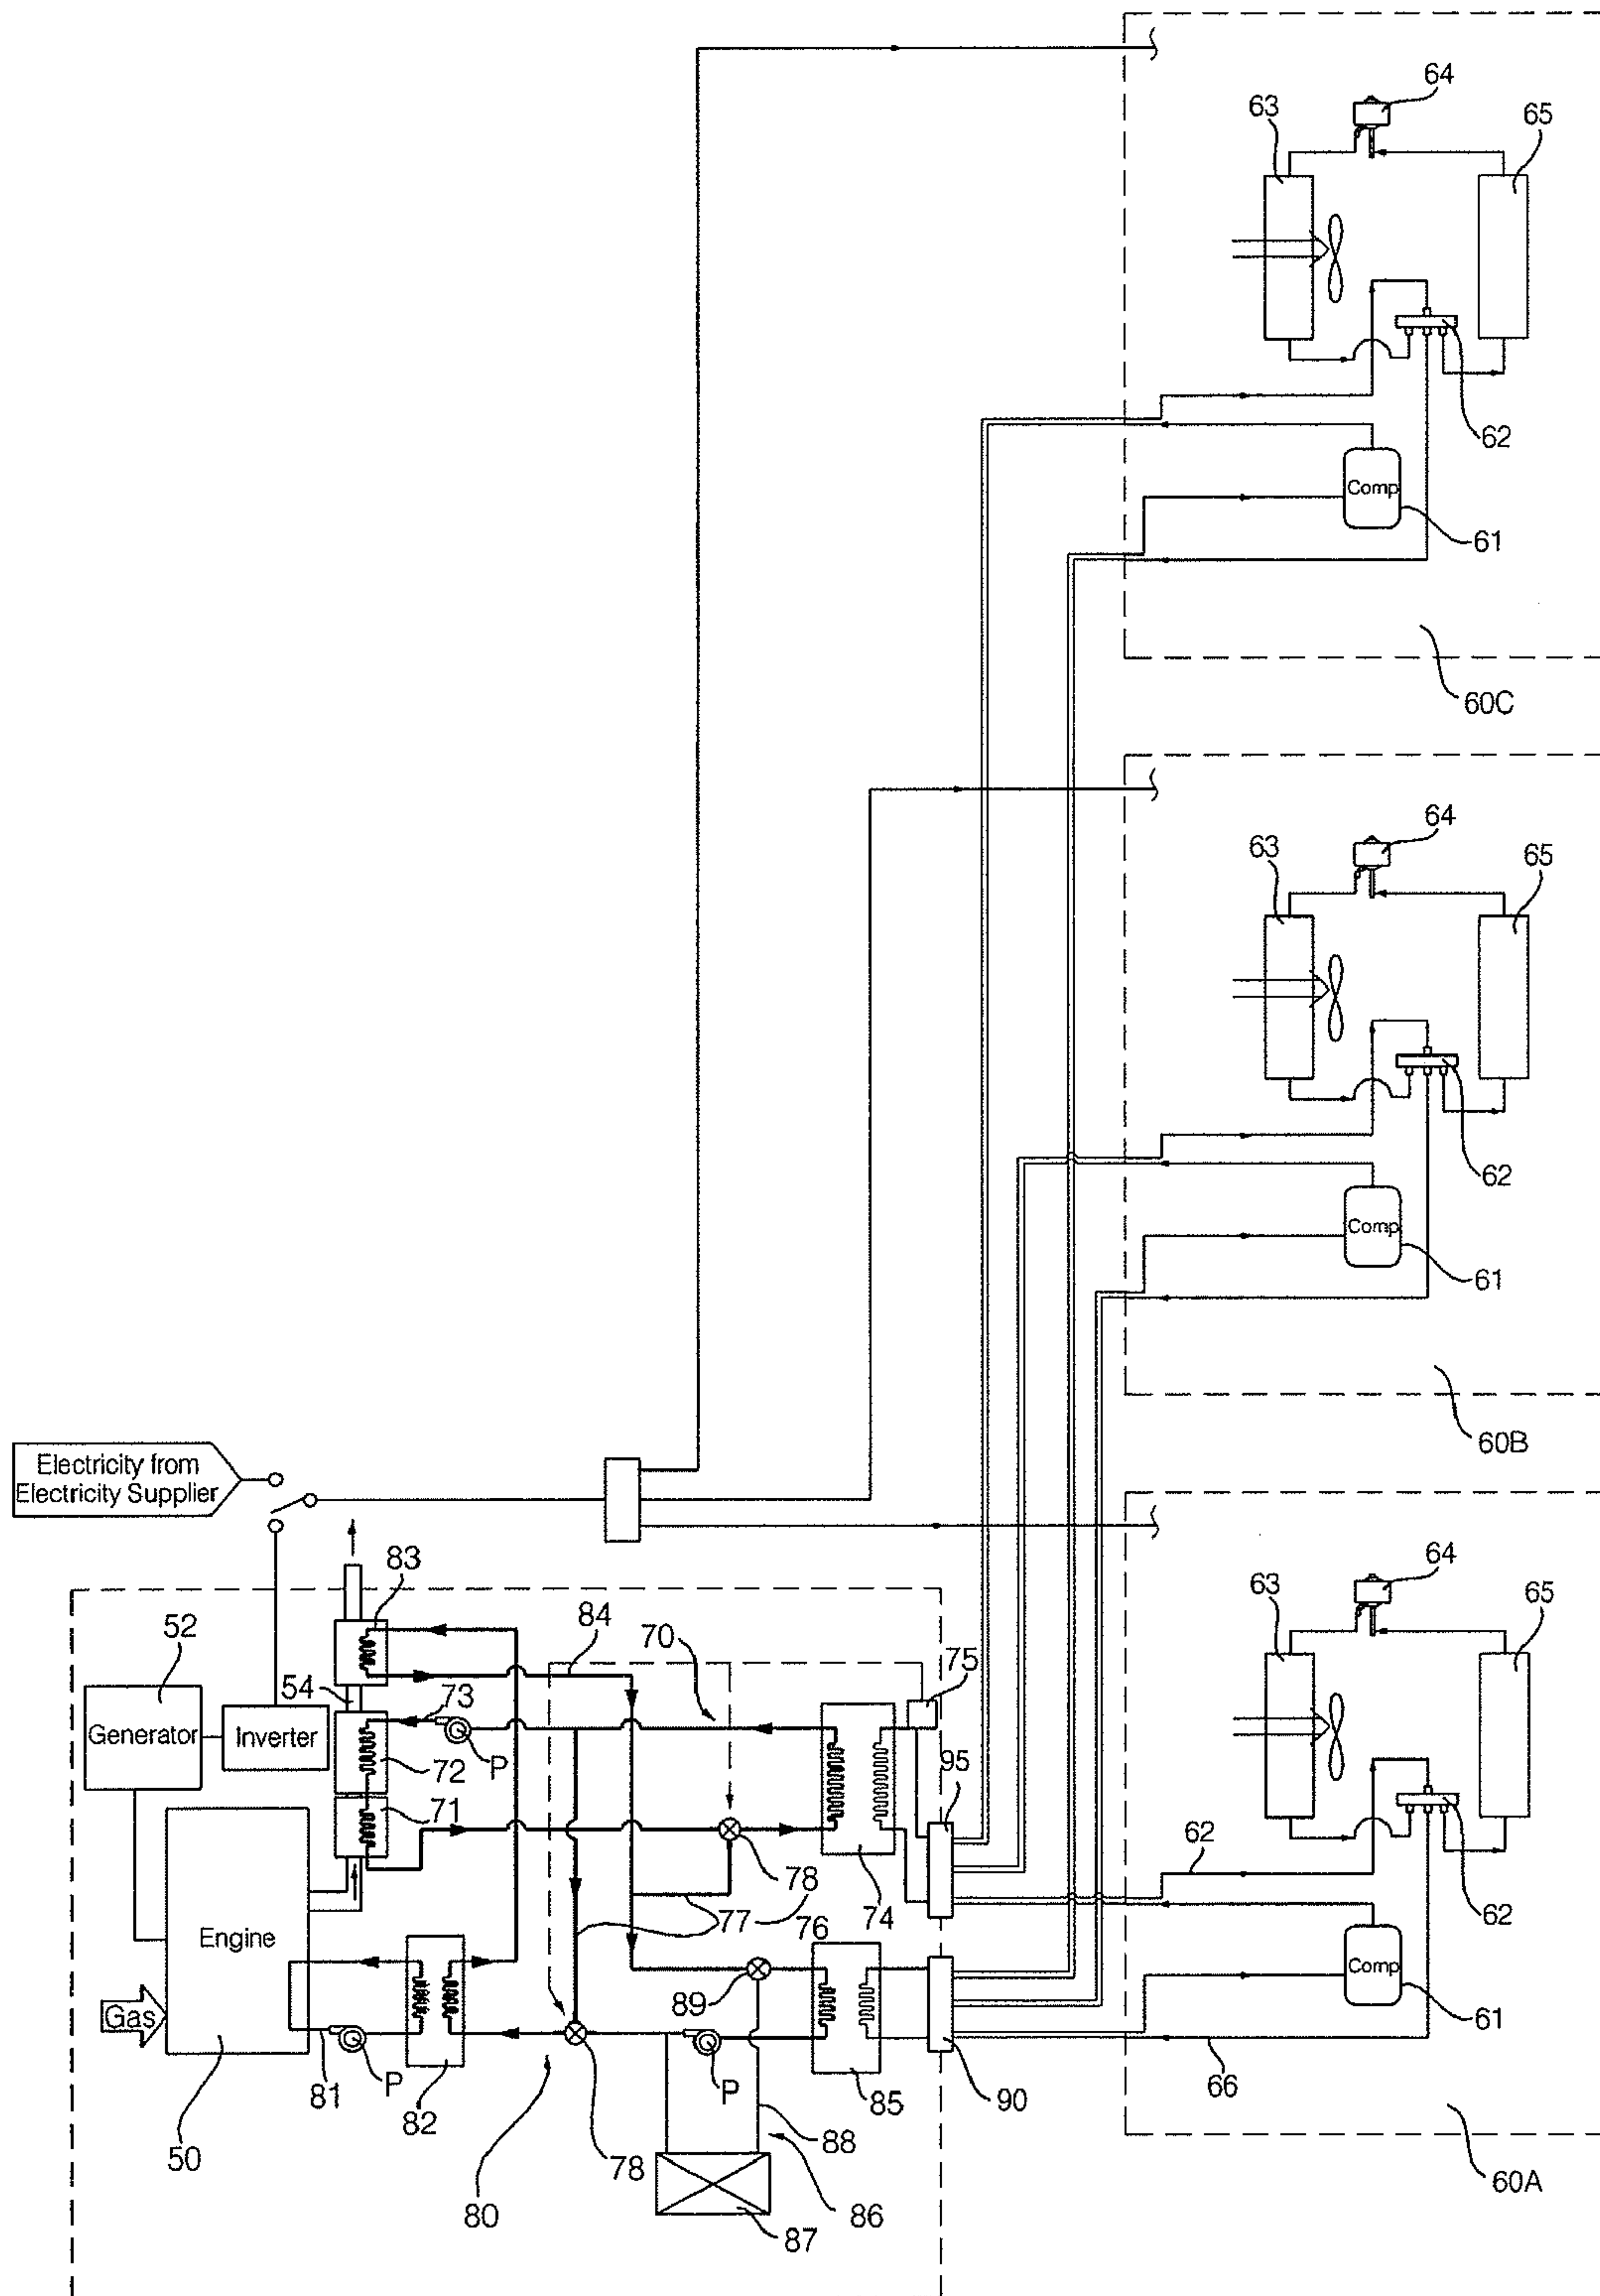 64
63
65
62
Comp
61
60C
64
63
65
62
Comp
61
60B
Electricity from
Electricity Supplier
64
63
65
83
84
52
70
75
54
73
Generator
Inverter
P
72
95
71
62
78
77
74
62
76
Engine
Comp
89
61
Gas
81
P
82
P
85
90
66
88
50
78
86
80
87
60A